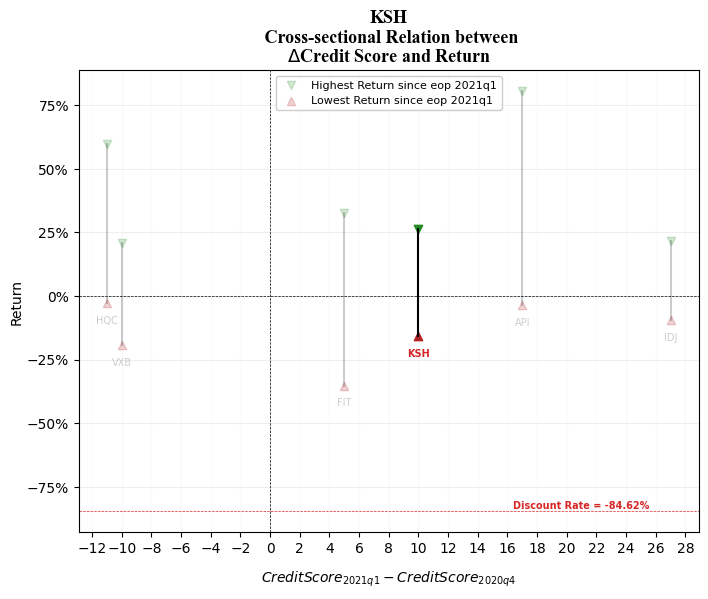 KSH
Cross-sectional Relation between
ΔCredit Score and Return
Highest Return since eop 2021q1
Lowest Return since eop 2021q1
75%
50%
25%
0%
−25%
−50%
−75%
Return
HQC
VXB
FIT
KSH
API
IDJ
Discount Rate = -84.62%
−12 −10 −8 −6 −4 −2 0 2 4 6 8 10 12 14 16 18 20 22 24 26 28
CreditScore2021q1 − CreditScore2020q4